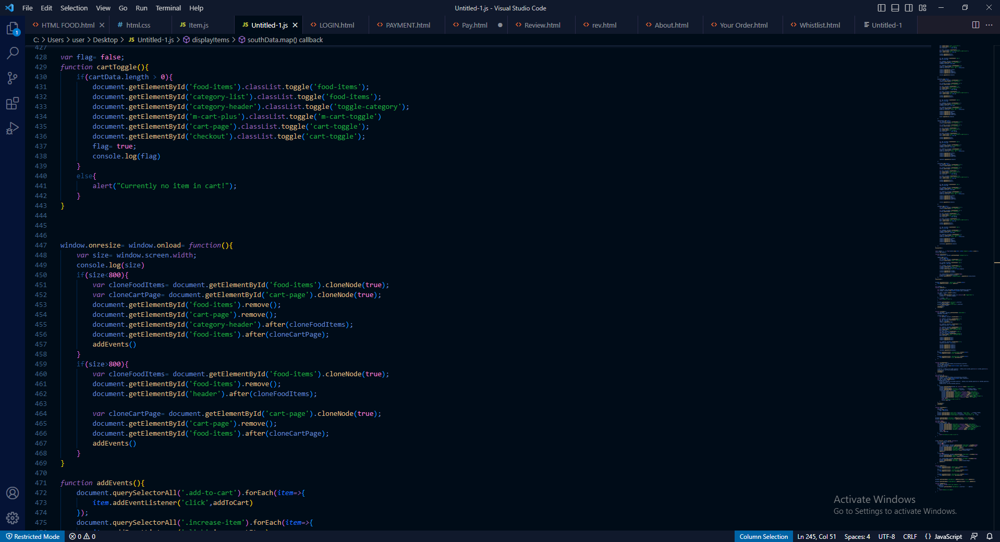 File Edit Selection View Go Run Terminal Help
Untitled-1.js - Visual Studio Code
HTML FOOD.html
# html.css
JS Item.js
JS Untitled-1.js
LOGIN.html
PAYMENT.html
Pay.html
Review.html
rev.html
About.html
Your Order.html
Whistlist.html
Untitled-1
1
C: > Users > user > Desktop > JS Untitled-1.js > displayItems > southData.map() callback
427
428 var flag= false;
429 function cartToggle(){
430     if(cartData.length > 0){
431         document.getElementById('food-items').classList.toggle('food-items');
432         document.getElementById('category-list').classList.toggle('food-items');
433         document.getElementById('category-header').classList.toggle('toggle-category');
434         document.getElementById('m-cart-plus').classList.toggle('m-cart-toggle')
435         document.getElementById('cart-page').classList.toggle('cart-toggle');
436         document.getElementById('checkout').classList.toggle('cart-toggle');
437         flag= true;
438         console.log(flag)
439     }
440     else{
441         alert("Currently no item in cart!");
442     }
443 }
444
445
446
447 window.onresize= window.onload= function(){
448     var size= window.screen.width;
449     console.log(size)
450     if(size<800){
451         var cloneFoodItems= document.getElementById('food-items').cloneNode(true);
452         var cloneCartPage= document.getElementById('cart-page').cloneNode(true);
453         document.getElementById('food-items').remove();
454         document.getElementById('cart-page').remove();
455         document.getElementById('category-header').after(cloneFoodItems);
456         document.getElementById('food-items').after(cloneCartPage);
457         addEvents()
458     }
459     if(size>800){
460         var cloneFoodItems= document.getElementById('food-items').cloneNode(true);
461         document.getElementById('food-items').remove();
462         document.getElementById('header').after(cloneFoodItems);
463
464         var cloneCartPage= document.getElementById('cart-page').cloneNode(true);
465         document.getElementById('cart-page').remove();
466         document.getElementById('food-items').after(cloneCartPage);
467         addEvents()
468     }
469 }
470
471 function addEvents(){
472     document.querySelectorAll('.add-to-cart').forEach(item=>{
473         item.addEventListener('click',addToCart)
474     });
475     document.querySelectorAll('.increase-item').forEach(item=>{
Activate Windows
Go to Settings to activate Windows.
Restricted Mode 0 0 Column Selection Ln 245, Col 51 Spaces: 4 UTF-8 CRLF {} JavaScript